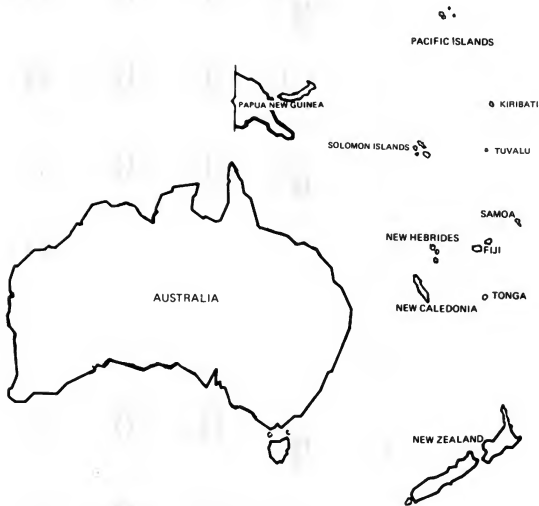 PACIFIC ISLANDS
PAPUA NEW GUINEA
KIRIBATI
SOLOMON ISLANDS
TUVALU
SAMOA
NEW HEBRIDES
FIJI
AUSTRALIA
NEW CALEDONIA
TONGA
NEW ZEALAND